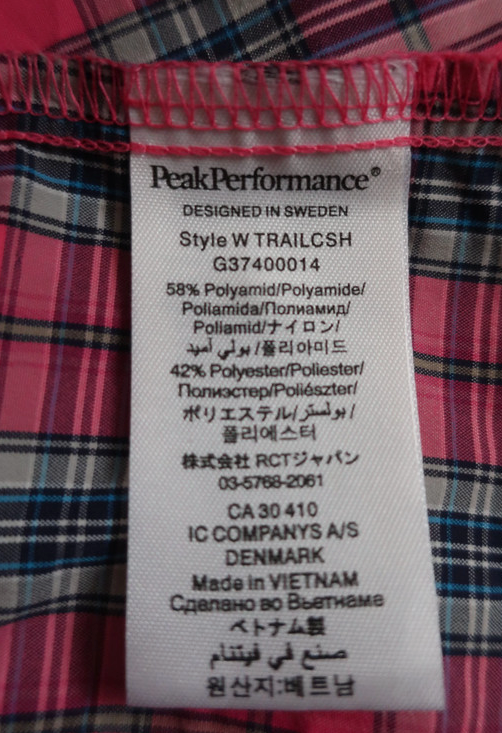 PeakPerformance®
DESIGNED IN SWEDEN
Style W TRAILCSH
G37400014
58% Polyamid/Polyamide/
Poliamida/Полиамид/
Poliamid/ナイロン/
بولي أميد/폴리아미드
42% Polyester/Poliester/
Полиэстер/Poliészter/
ポリエステル/بولستر/
폴리에스터
株式会社 RCTジャパン
03-5768-2061
CA 30 410
IC COMPANYS A/S
DENMARK
Made in VIETNAM
Сделано во Вьетнаме
ベトナム製
صنع في فيتنام
원산지:베트남